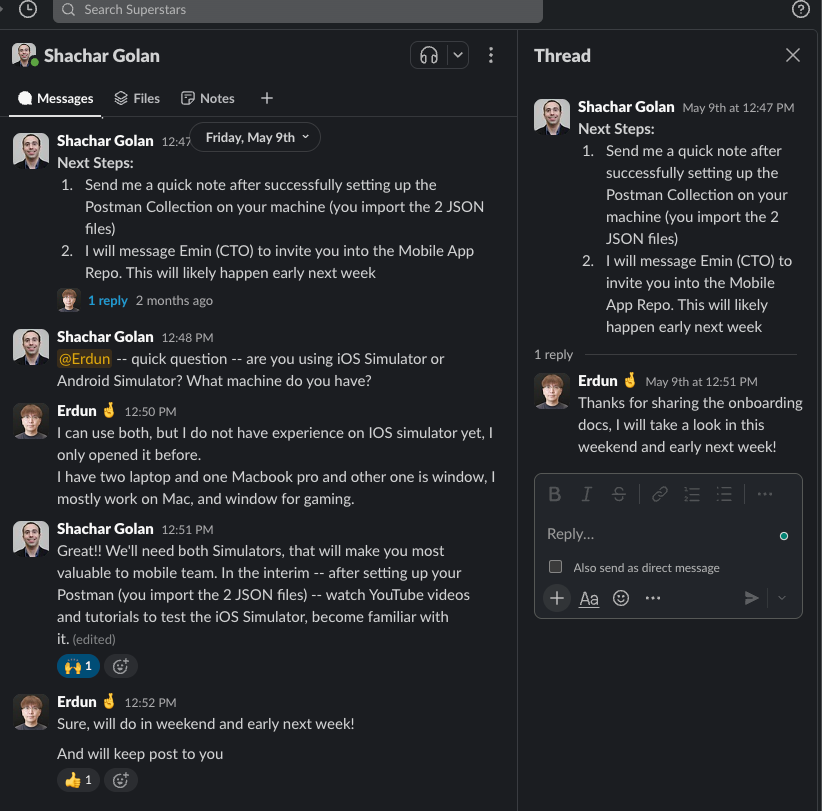 Search Superstars
Shachar Golan
Messages
Files
Notes
Friday, May 9th
Shachar Golan 12:47
Next Steps:
1. Send me a quick note after successfully setting up the
Postman Collection on your machine (you import the 2 JSON
files)
2. I will message Emin (CTO) to invite you into the Mobile App
Repo. This will likely happen early next week
1 reply 2 months ago
Shachar Golan 12:48 PM
@Erdun -- quick question -- are you using iOS Simulator or
Android Simulator? What machine do you have?
Erdun 🤞 12:50 PM
I can use both, but I do not have experience on IOS simulator yet, I
only opened it before.
I have two laptop and one Macbook pro and other one is window, I
mostly work on Mac, and window for gaming.
Shachar Golan 12:51 PM
Great!! We'll need both Simulators, that will make you most
valuable to mobile team. In the interim -- after setting up your
Postman (you import the 2 JSON files) -- watch YouTube videos
and tutorials to test the iOS Simulator, become familiar with
it. (edited)
🙌 1
Erdun 🤞 12:52 PM
Sure, will do in weekend and early next week!
And will keep post to you
👍 1
Thread
Shachar Golan May 9th at 12:47 PM
Next Steps:
1. Send me a quick note after
successfully setting up the
Postman Collection on your
machine (you import the 2
JSON files)
2. I will message Emin (CTO) to
invite you into the Mobile
App Repo. This will likely
happen early next week
1 reply
Erdun 🤞 May 9th at 12:51 PM
Thanks for sharing the onboarding
docs, I will take a look in this
weekend and early next week!
B I S
Reply...
Also send as direct message
Aa